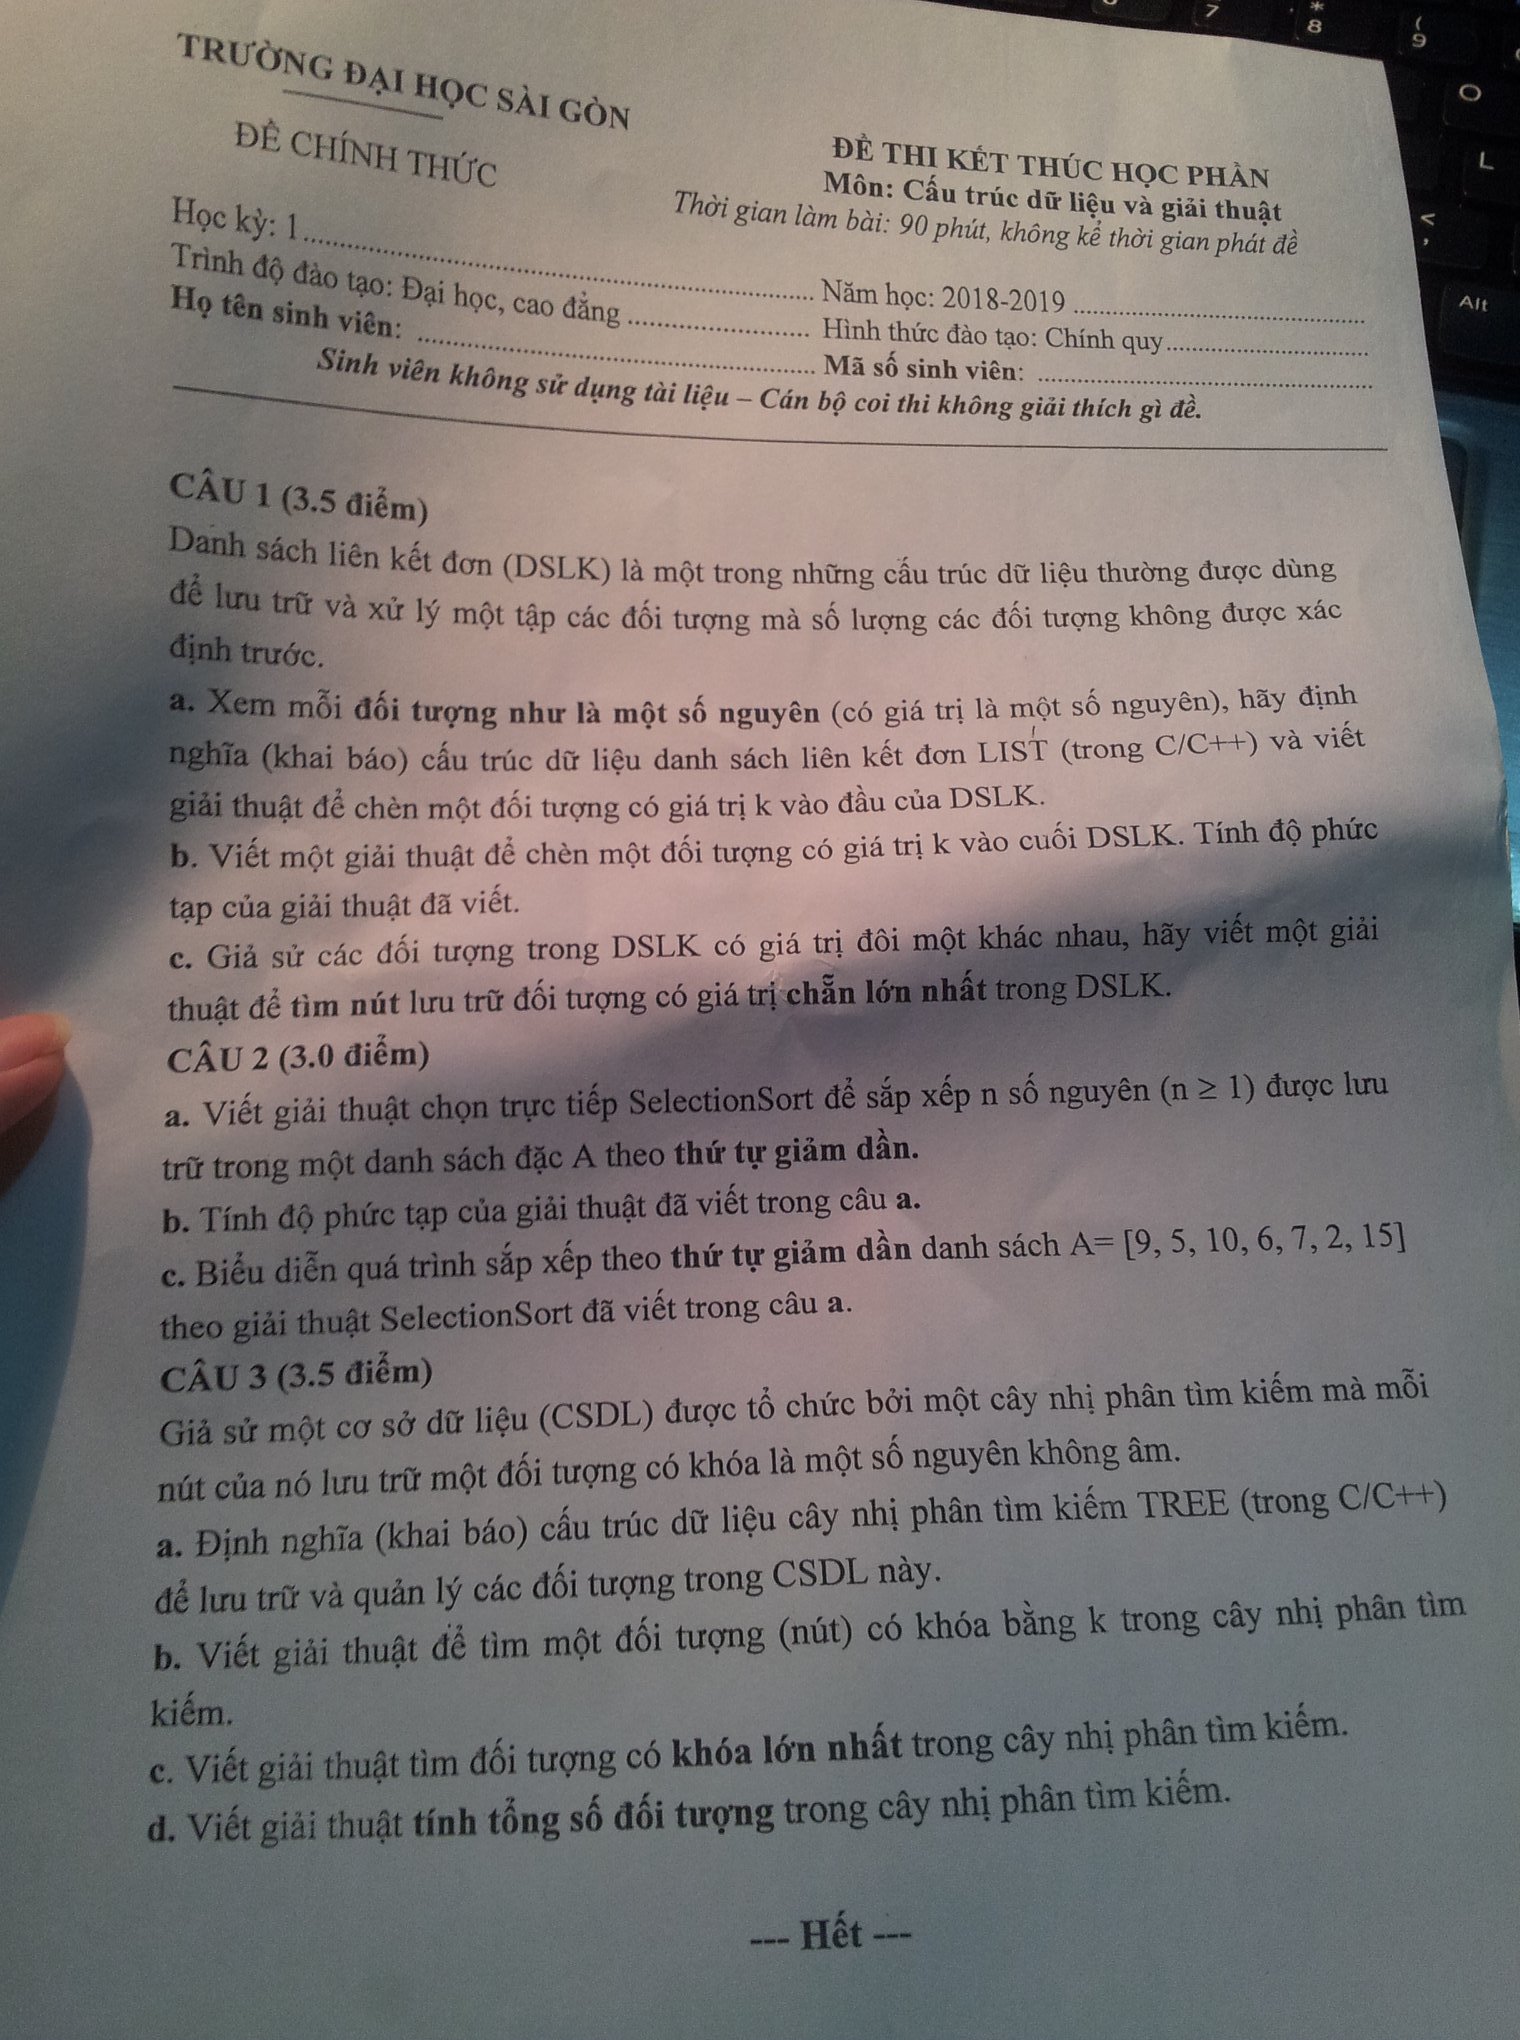 TRƯỜNG ĐẠI HỌC SÀI GÒN
ĐỀ CHÍNH THỨC
ĐỀ THI KẾT THÚC HỌC PHẦN
Môn: Cấu trúc dữ liệu và giải thuật
Thời gian làm bài: 90 phút, không kể thời gian phát đề
Học kỳ: 1 Năm học: 2018-2019
Trình độ đào tạo: Đại học, cao đẳng Hình thức đào tạo: Chính quy
Họ tên sinh viên: Mã số sinh viên:
Sinh viên không sử dụng tài liệu – Cán bộ coi thi không giải thích gì đề.
CÂU 1 (3.5 điểm)
Danh sách liên kết đơn (DSLK) là một trong những cấu trúc dữ liệu thường được dùng
để lưu trữ và xử lý một tập các đối tượng mà số lượng các đối tượng không được xác
định trước.
a. Xem mỗi đối tượng như là một số nguyên (có giá trị là một số nguyên), hãy định
nghĩa (khai báo) cấu trúc dữ liệu danh sách liên kết đơn LIST (trong C/C++) và viết
giải thuật để chèn một đối tượng có giá trị k vào đầu của DSLK.
b. Viết một giải thuật để chèn một đối tượng có giá trị k vào cuối DSLK. Tính độ phức
tạp của giải thuật đã viết.
c. Giả sử các đối tượng trong DSLK có giá trị đôi một khác nhau, hãy viết một giải
thuật để tìm nút lưu trữ đối tượng có giá trị chẵn lớn nhất trong DSLK.
CÂU 2 (3.0 điểm)
a. Viết giải thuật chọn trực tiếp SelectionSort để sắp xếp n số nguyên (n ≥ 1) được lưu
trữ trong một danh sách đặc A theo thứ tự giảm dần.
b. Tính độ phức tạp của giải thuật đã viết trong câu a.
c. Biểu diễn quá trình sắp xếp theo thứ tự giảm dần danh sách A= [9, 5, 10, 6, 7, 2, 15]
theo giải thuật SelectionSort đã viết trong câu a.
CÂU 3 (3.5 điểm)
Giả sử một cơ sở dữ liệu (CSDL) được tổ chức bởi một cây nhị phân tìm kiếm mà mỗi
nút của nó lưu trữ một đối tượng có khóa là một số nguyên không âm.
a. Định nghĩa (khai báo) cấu trúc dữ liệu cây nhị phân tìm kiếm TREE (trong C/C++)
để lưu trữ và quản lý các đối tượng trong CSDL này.
b. Viết giải thuật để tìm một đối tượng (nút) có khóa bằng k trong cây nhị phân tìm
kiếm.
c. Viết giải thuật tìm đối tượng có khóa lớn nhất trong cây nhị phân tìm kiếm.
d. Viết giải thuật tính tổng số đối tượng trong cây nhị phân tìm kiếm.
--- Hết ---
7
* 8
( 9
O
L
< ,
Alt